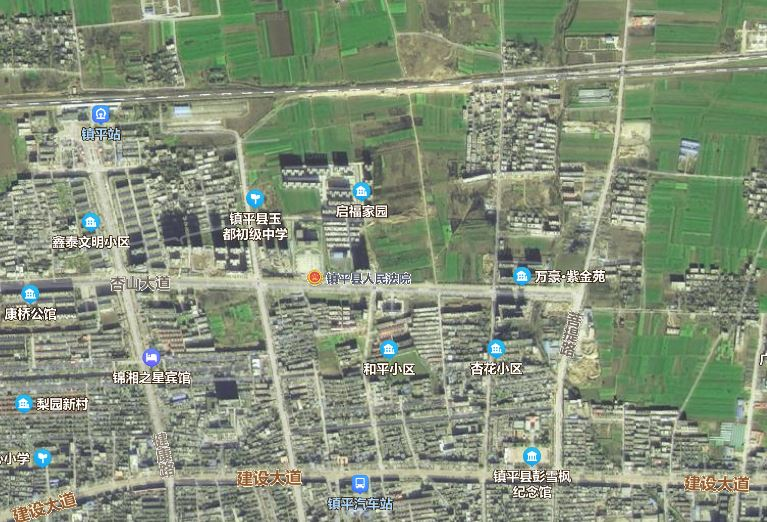 镇平站
启福家园
镇平县玉
都初级中学
鑫泰文明小区
镇平县人民法院
万豪·紫金苑
杏山大道
康桥公馆
和平小区
杏花小区
锦湘之星宾馆
梨园新村
健康路
小学
建设大道
镇平县彭雪枫
纪念馆
建设大道
建设大道
镇平汽车站